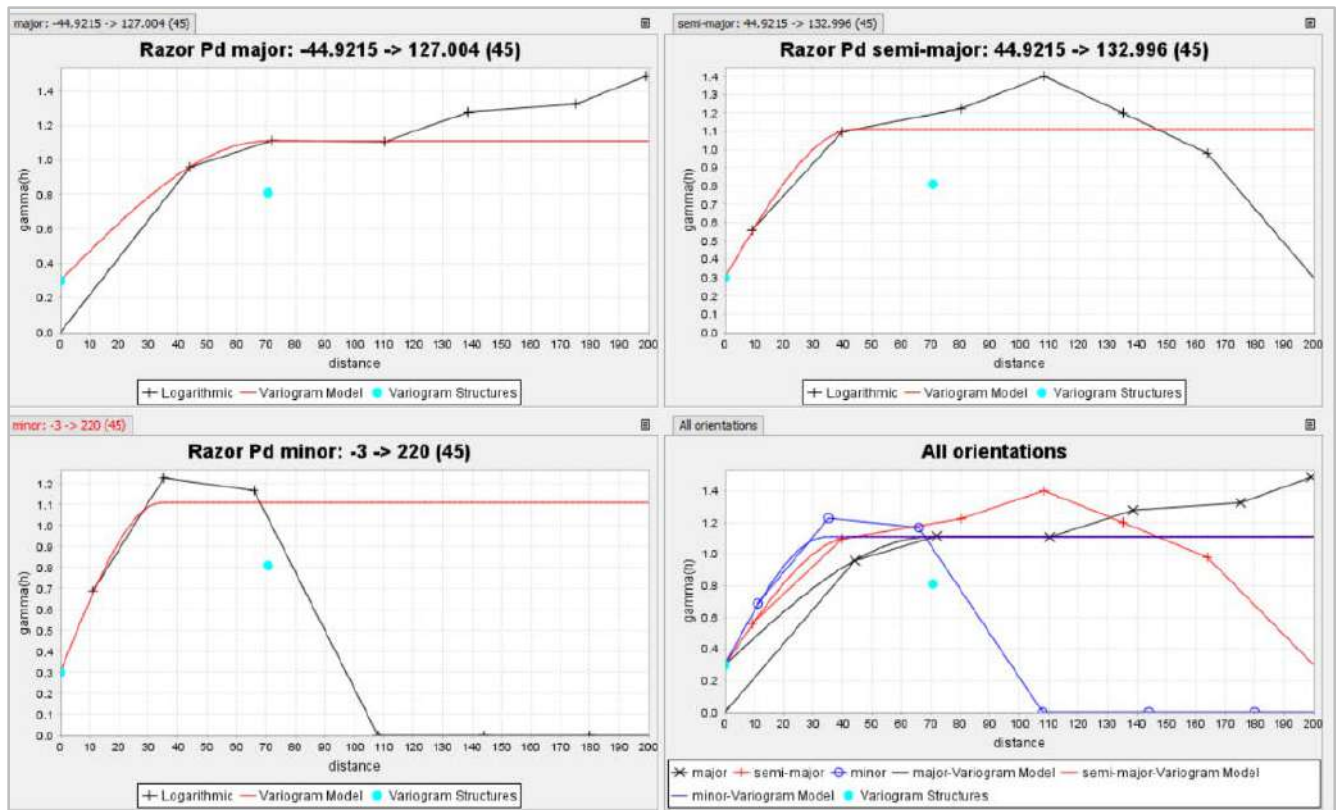 major: -44.9215 -> 127.004 (45)
Razor Pd major: -44.9215 -> 127.004 (45)
gamma(h)
1.4
1.2
1.0
0.8
0.6
0.4
0.2
0.0
0 10 20 30 40 50 60 70 80 90 100 110 120 130 140 150 160 170 180 190 200
distance
Logarithmic Variogram Model Variogram Structures
semi-major: 44.9215 -> 132.996 (45)
Razor Pd semi-major: 44.9215 -> 132.996 (45)
gamma(h)
1.4
1.3
1.2
1.1
1.0
0.9
0.8
0.7
0.6
0.5
0.4
0.3
0.2
0.1
0.0
0 10 20 30 40 50 60 70 80 90 100 110 120 130 140 150 160 170 180 190 200
distance
Logarithmic Variogram Model Variogram Structures
minor: -3 -> 220 (45)
Razor Pd minor: -3 -> 220 (45)
gamma(h)
1.2
1.1
1.0
0.9
0.8
0.7
0.6
0.5
0.4
0.3
0.2
0.1
0.0
0 10 20 30 40 50 60 70 80 90 100 110 120 130 140 150 160 170 180 190 200
distance
Logarithmic Variogram Model Variogram Structures
All orientations
All orientations
gamma(h)
1.4
1.2
1.0
0.8
0.6
0.4
0.2
0.0
0 10 20 30 40 50 60 70 80 90 100 110 120 130 140 150 160 170 180 190 200
distance
major semi-major minor major-Variogram Model semi-major-Variogram Model
minor-Variogram Model Variogram Structures